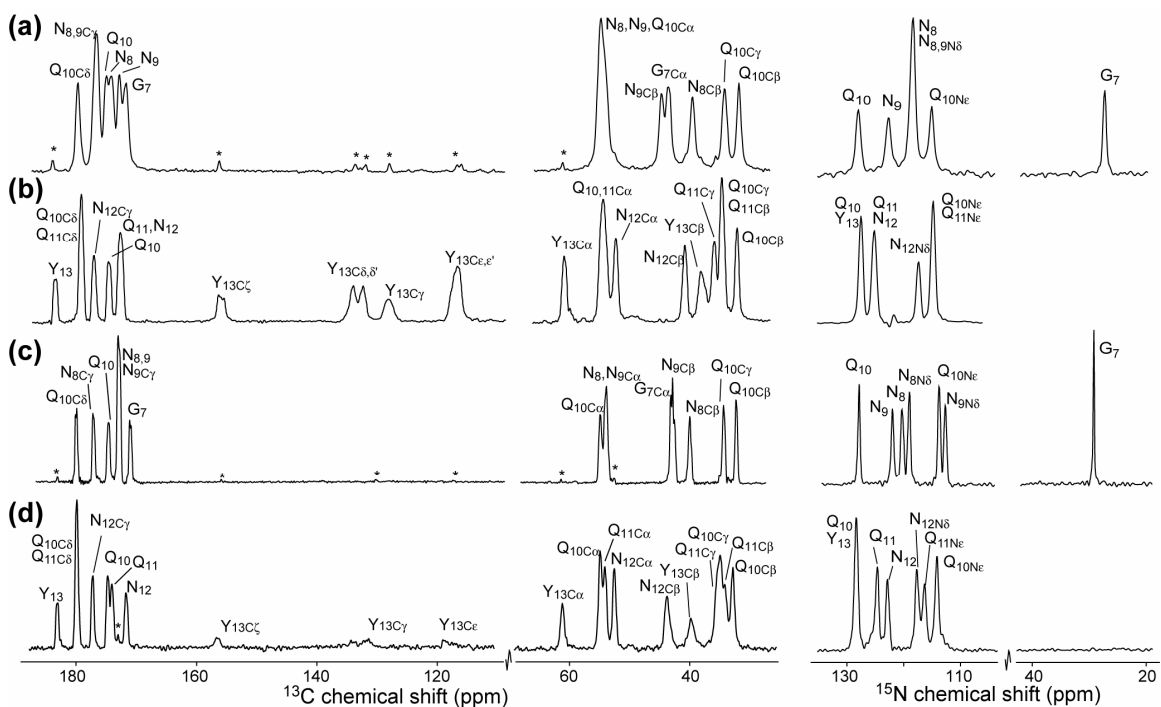 (a)
N8,9Cγ
Q10
N8
N9
Q10Cδ
G7
*
*
*
*
*
*
*
N8,N9,Q10Cα
G7Cα
N9Cβ
N8Cβ
Q10Cγ
Q10Cβ
N8
N8,9Nδ
Q10
N9
Q10Nε
G7
(b)
Q10Cδ
Q11Cδ
N12Cγ
Q11,N12
Q10
Y13
Y13Cζ
Y13Cδ,δ'
Y13Cγ
Y13Cε,ε'
Q10,11Cα
Y13Cα
N12Cα
N12Cβ
Y13Cβ
Q11Cγ
Q10Cγ
Q11Cβ
Q10Cβ
Q10
Y13
Q11
N12
N12Nδ
Q10Nε
Q11Nε
(c)
N8Cγ
Q10
N8,9
N9Cγ
Q10Cδ
G7
*
*
*
*
*
*
N8,N9Cα
Q10Cα
N9Cβ
G7Cα
N8Cβ
Q10Cγ
Q10Cβ
Q10
N9
N8
N8Nδ
Q10Nε
N9Nδ
G7
(d)
N12Cγ
Q10Cδ
Q11Cδ
Q10
Q11
Y13
N12
*
Y13Cζ
Y13Cγ
Y13Cε
Q10Cα
Q11Cα
N12Cα
Y13Cα
N12Cβ
Y13Cβ
Q10Cγ
Q11Cγ
Q11Cβ
Q10Cβ
Q10
Y13
Q11
N12
N12Nδ
Q11Nε
Q10Nε
180 160 140 120 60 40 130 110 40 20
13C chemical shift (ppm) 15N chemical shift (ppm)